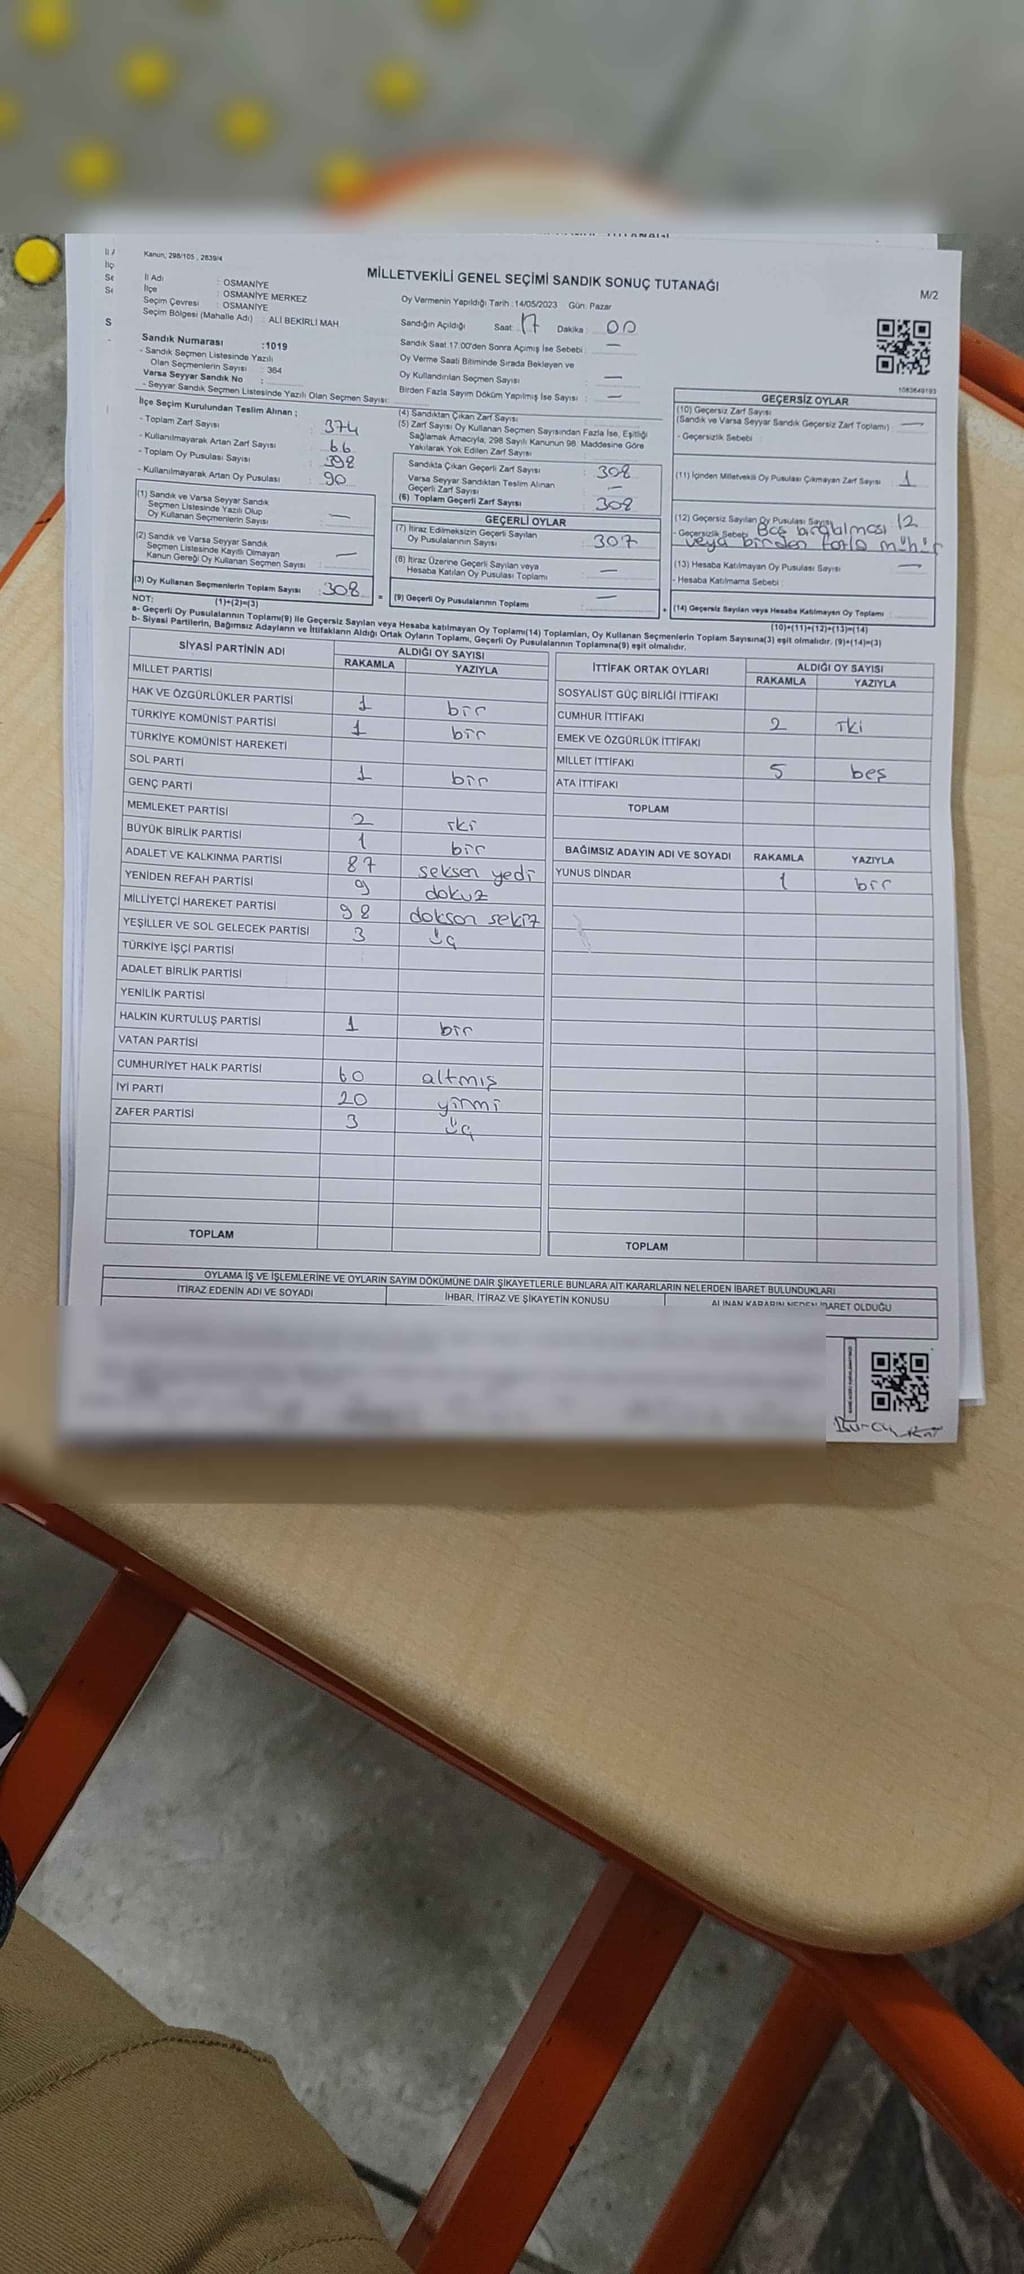 Kanun, 298/105 , 2839/4
MİLLETVEKİLİ GENEL SEÇİMİ SANDIK SONUÇ TUTANAĞI
M/2
İl Adı : OSMANİYE
İlçe : OSMANİYE MERKEZ
Seçim Çevresi : OSMANİYE
Seçim Bölgesi (Mahalle Adı) : ALİ BEKİRLİ MAH
Oy Vermenin Yapıldığı Tarih :14/05/2023 Gün: Pazar
Sandığın Açıldığı Saat: 17 Dakika : 00
Sandık Saat 17:00'den Sonra Açımış İse Sebebi : —
Oy Verme Saati Bitiminde Sırada Bekleyen ve
Oy Kullandırılan Seçmen Sayısı : —
Birden Fazla Sayım Döküm Yapılmış İse Sayısı : —
1083649193
Sandık Numarası :1019
- Sandık Seçmen Listesinde Yazılı
Olan Seçmenlerin Sayısı : 364
Varsa Seyyar Sandık No :
- Seyyar Sandık Seçmen Listesinde Yazılı Olan Seçmen Sayısı:
İlçe Seçim Kurulundan Teslim Alınan ;
- Toplam Zarf Sayısı : 374
- Kullanılmayarak Artan Zarf Sayısı : 66
- Toplam Oy Pusulası Sayısı : 398
- Kullanılmayarak Artan Oy Pusulası : 90
(1) Sandık ve Varsa Seyyar Sandık
Seçmen Listesinde Yazılı Olup
Oy Kullanan Seçmenlerin Sayısı : —
(2) Sandık ve Varsa Seyyar Sandık
Seçmen Listesinde Kayıtlı Olmayan
Kanun Gereği Oy Kullanan Seçmen Sayısı : —
(3) Oy Kullanan Seçmenlerin Toplam Sayısı : 308
(1)+(2)=(3)
(4) Sandıktan Çıkan Zarf Sayısı
(5) Zarf Sayısı Oy Kullanan Seçmen Sayısından Fazla İse, Eşitliği
Sağlamak Amacıyla, 298 Sayılı Kanunun 98. Maddesine Göre
Yakılarak Yok Edilen Zarf Sayısı
Sandıkta Çıkan Geçerli Zarf Sayısı : 308
Varsa Seyyar Sandıktan Teslim Alınan
Geçerli Zarf Sayısı : —
(6) Toplam Geçerli Zarf Sayısı : 308
GEÇERLİ OYLAR
(7) İtiraz Edilmeksizin Geçerli Sayılan
Oy Pusulalarının Sayısı : 307
(8) İtiraz Üzerine Geçerli Sayılan veya
Hesaba Katılan Oy Pusulası Toplamı : —
(9) Geçerli Oy Pusulalarının Toplamı : —
GEÇERSİZ OYLAR
(10) Geçersiz Zarf Sayısı
(Sandık ve Varsa Seyyar Sandık Geçersiz Zarf Toplamı) : —
- Geçersizlik Sebebi :
(11) İçinden Milletvekili Oy Pusulası Çıkmayan Zarf Sayısı : 1
(12) Geçersiz Sayılan Oy Pusulası Sayısı 12
- Geçersizlik Sebebi Boş bırakılması
veya birden fazla mühür
(13) Hesaba Katılmayan Oy Pusulası Sayısı : —
- Hesaba Katılmama Sebebi :
(14) Geçersiz Sayılan veya Hesaba Katılmayan Oy Toplamı :
(10)+(11)+(12)+(13)=(14)
NOT:
a- Geçerli Oy Pusulalarının Toplamı(9) ile Geçersiz Sayılan veya Hesaba katılmayan Oy Toplamı(14) Toplamları, Oy Kullanan Seçmenlerin Toplam Sayısına(3) eşit olmalıdır. (9)+(14)=(3)
b- Siyasi Partilerin, Bağımsız Adayların ve İttifakların Aldığı Ortak Oyların Toplamı, Geçerli Oy Pusulalarının Toplamına(9) eşit olmalıdır.
SİYASİ PARTİNİN ADI ALDIĞI OY SAYISI
RAKAMLA YAZIYLA
MİLLET PARTİSİ
HAK VE ÖZGÜRLÜKLER PARTİSİ 1 bir
TÜRKİYE KOMÜNİST PARTİSİ 1 bir
TÜRKİYE KOMÜNİST HAREKETİ
SOL PARTİ 1 bir
GENÇ PARTİ
MEMLEKET PARTİSİ 2 iki
BÜYÜK BİRLİK PARTİSİ 1 bir
ADALET VE KALKINMA PARTİSİ 87 seksen yedi
YENİDEN REFAH PARTİSİ 9 dokuz
MİLLİYETÇİ HAREKET PARTİSİ 98 dokson sekiz
YEŞİLLER VE SOL GELECEK PARTİSİ 3 üç
TÜRKİYE İŞÇİ PARTİSİ
ADALET BİRLİK PARTİSİ
YENİLİK PARTİSİ
HALKIN KURTULUŞ PARTİSİ 1 bir
VATAN PARTİSİ
CUMHURİYET HALK PARTİSİ 60 altmış
İYİ PARTİ 20 yirmi
ZAFER PARTİSİ 3 üç
TOPLAM
İTTİFAK ORTAK OYLARI ALDIĞI OY SAYISI
RAKAMLA YAZIYLA
SOSYALİST GÜÇ BİRLİĞİ İTTİFAKI
CUMHUR İTTİFAKI 2 iki
EMEK VE ÖZGÜRLÜK İTTİFAKI
MİLLET İTTİFAKI 5 beş
ATA İTTİFAKI
TOPLAM
BAĞIMSIZ ADAYIN ADI VE SOYADI RAKAMLA YAZIYLA
YUNUS DİNDAR 1 bir
TOPLAM
OYLAMA İŞ VE İŞLEMLERİNE VE OYLARIN SAYIM DÖKÜMÜNE DAİR ŞİKAYETLERLE BUNLARA AİT KARARLARIN NELERDEN İBARET BULUNDUKLARI
İTİRAZ EDENİN ADI VE SOYADI İHBAR, İTİRAZ VE ŞİKAYETİN KONUSU ALINAN KARARIN NEDEN İBARET OLDUĞU